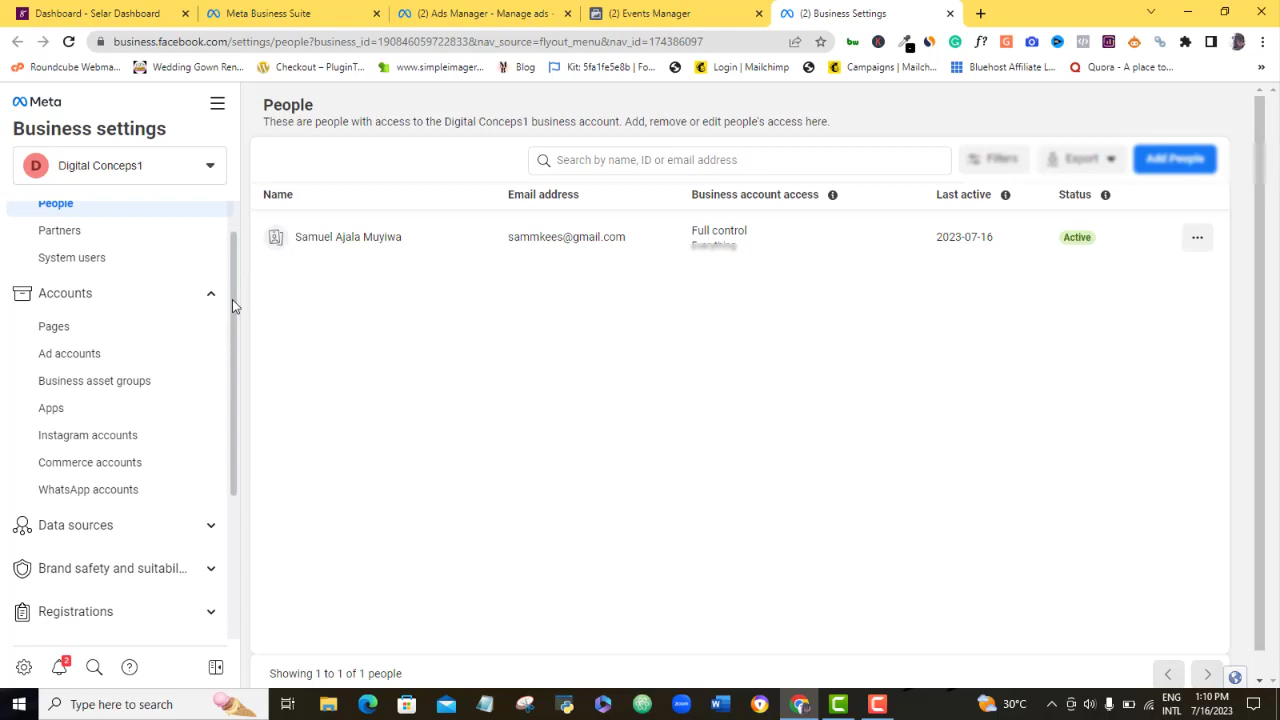 Dashboard - Selar Dashboard
Meta Business Suite
(2) Ads Manager - Manage ads -
(2) Events Manager
(2) Business Settings
business.facebook.com/settings/people?business_id=190846059722833&nav_source=flyout_menu&nav_id=174386097
Roundcube Webma...
Wedding Gown Ren...
Checkout – PluginT...
www.simpleimager...
Blog
Kit: 5fa1fe5e8b | Fo...
Login | Mailchimp
Campaigns | Mailch...
Bluehost Affiliate L...
Quora - A place to...
»
Meta
Business settings
D Digital Conceps1
People
Partners
System users
Accounts
Pages
Ad accounts
Business asset groups
Apps
Instagram accounts
Commerce accounts
WhatsApp accounts
Data sources
Brand safety and suitabil...
Registrations
2
People
These are people with access to the Digital Conceps1 business account. Add, remove or edit people's access here.
Search by name, ID or email address
Filters
Export
Add People
Name Email address Business account access Last active Status
Samuel Ajala Muyiwa sammkees@gmail.com Full control 2023-07-16 Active ...
Everything
Showing 1 to 1 of 1 people
Type here to search
zoom
30°C
ENG
INTL
1:10 PM
7/16/2023